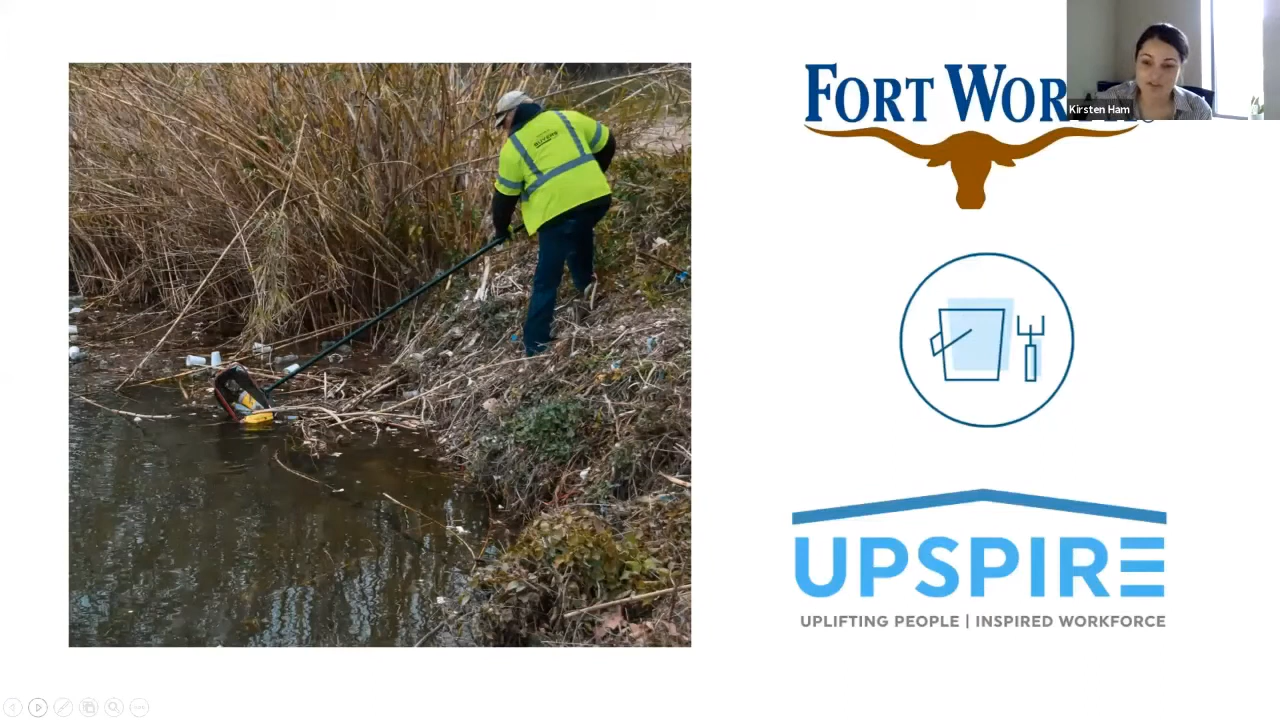 FORT WOR
Kirsten Ham
UPSPIRE
UPLIFTING PEOPLE | INSPIRED WORKFORCE